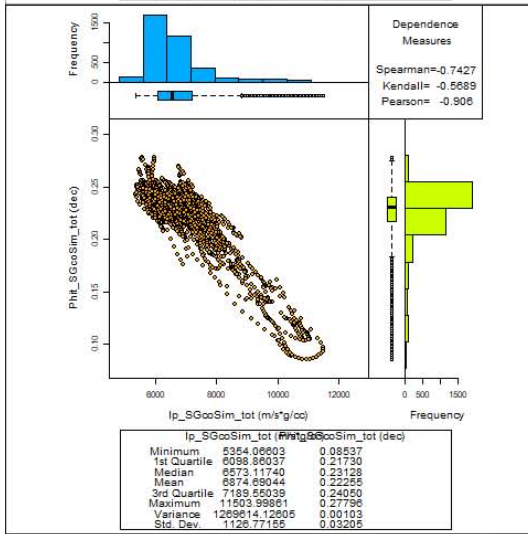 Frequency
0 500 1500
Dependence
Measures
Spearman=-0.7427
Kendall= -0.5689
Pearson= -0.906
Phit_SGcoSim_tot (dec)
0.10 0.15 0.20 0.25 0.30
6000 8000 10000 12000
Ip_SGcoSim_tot (m/s*g/cc)
0 500 1500
Frequency
Ip_SGcoSim_tot (m/s*g/cc) Phit_SGcoSim_tot (dec)
Minimum 5354.06603 0.08537
1st Quartile 6098.86037 0.21730
Median 6573.11740 0.23128
Mean 6874.69044 0.22255
3rd Quartile 7189.55039 0.24050
Maximum 11503.99861 0.27796
Variance 1269614.12605 0.00103
Std. Dev. 1126.77155 0.03205